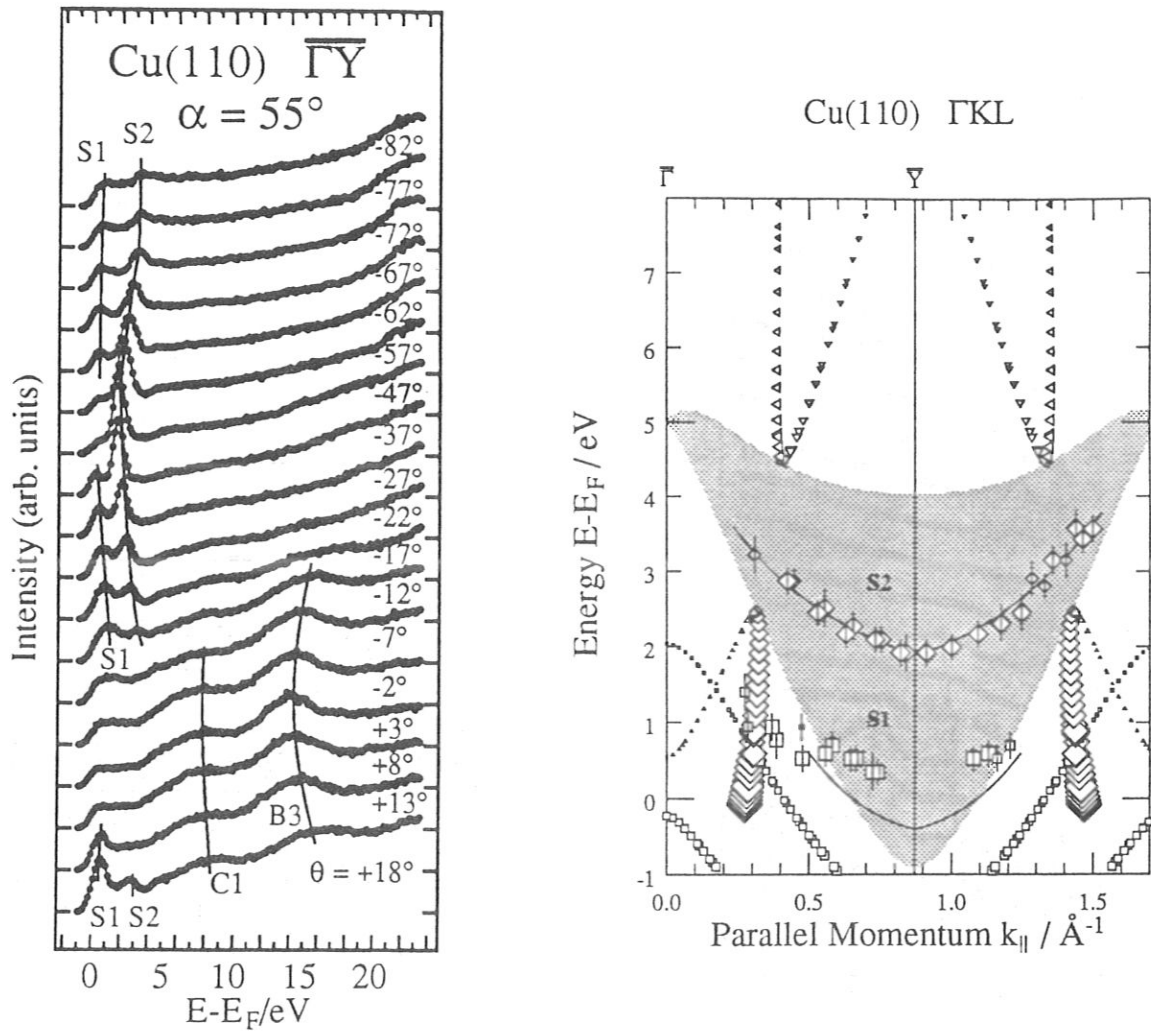 Cu(110) Γ̅Y̅
α = 55°
S1
S2
-82°
-77°
-72°
-67°
-62°
-57°
-47°
-37°
-27°
-22°
-17°
-12°
-7°
-2°
+3°
+8°
+13°
θ = +18°
S1
B3
C1
S1
S2
Intensity (arb. units)
0 5 10 15 20
E-E_F/eV
Cu(110) ΓKL
Γ̅
Y̅
7
6
5
4
3
2
1
0
-1
S2
S1
Energy E-E_F / eV
0.0 0.5 1.0 1.5
Parallel Momentum k_|| / Å⁻¹